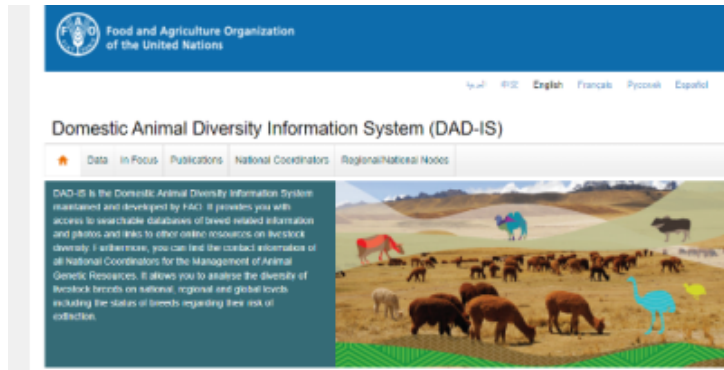 FAO
Food and Agriculture Organization
of the United Nations
العربية 中文 English Français Русский Español
Domestic Animal Diversity Information System (DAD-IS)
Data In Focus Publications National Coordinators Regional/National Nodes
DAD-IS is the Domestic Animal Diversity Information System
maintained and developed by FAO. It provides you with
access to searchable databases of breed-related information
and photos and links to other online resources on livestock
diversity. Furthermore, you can find the contact information of
all National Coordinators for the Management of Animal
Genetic Resources. It allows you to analyse the diversity of
livestock breeds on national, regional and global levels
including the status of breeds regarding their risk of
extinction.